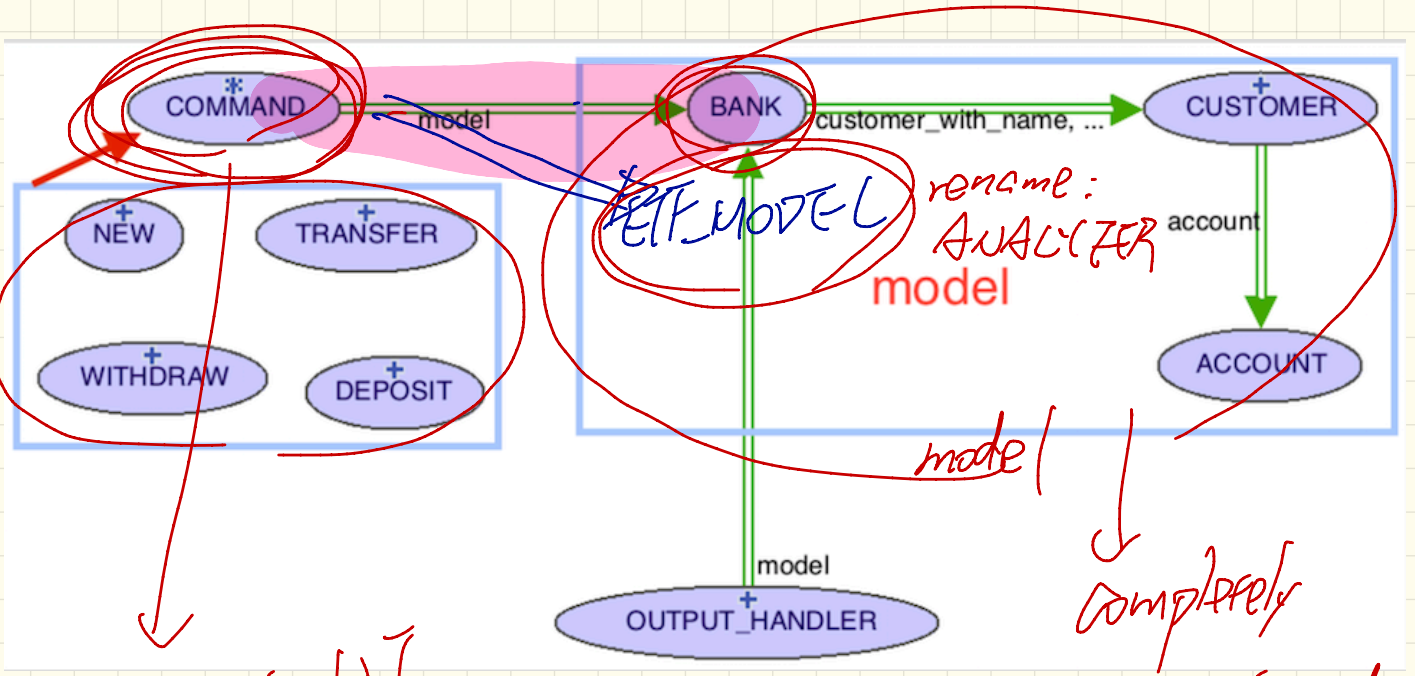 COMMAND
model
BANK
customer_with_name, ...
CUSTOMER
ETF_MODEL
rename:
ANALYZER
account
model
NEW
TRANSFER
WITHDRAW
DEPOSIT
ACCOUNT
model
completely
model
OUTPUT_HANDLER